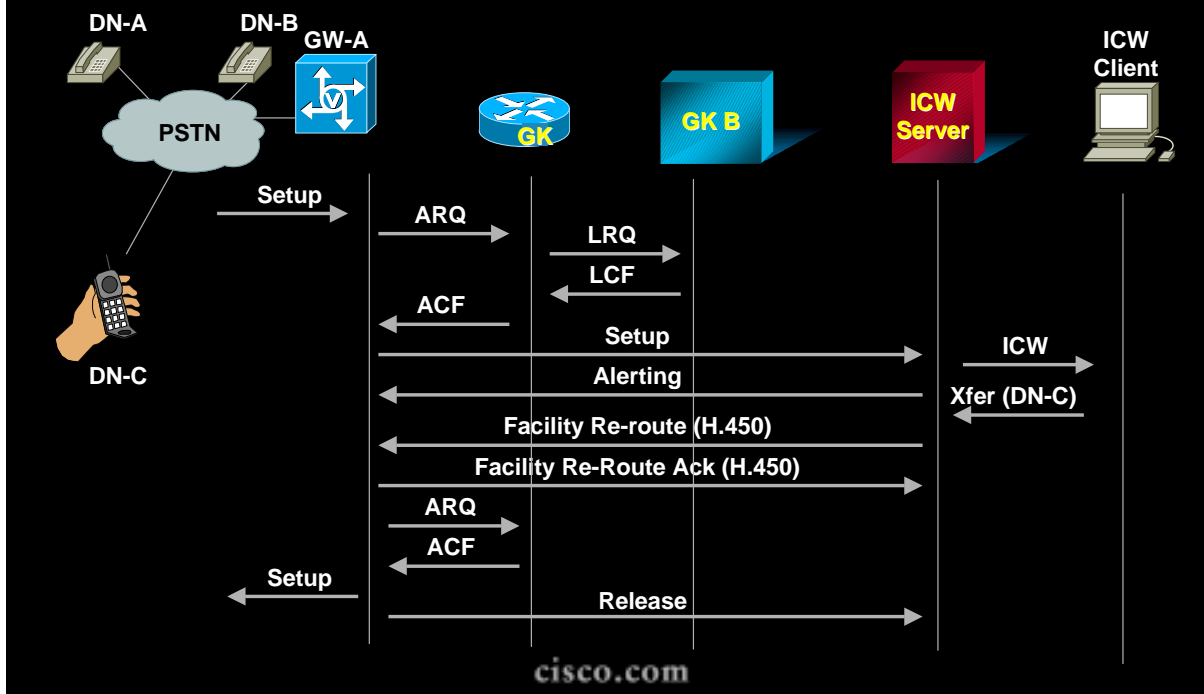 DN-A
DN-B
GW-A
ICW
Client
PSTN
V
GK
GK B
ICW
Server
DN-C
Setup
ARQ
LRQ
LCF
ACF
Setup
ICW
Alerting
Xfer (DN-C)
Facility Re-route (H.450)
Facility Re-Route Ack (H.450)
ARQ
ACF
Setup
Release
cisco.com